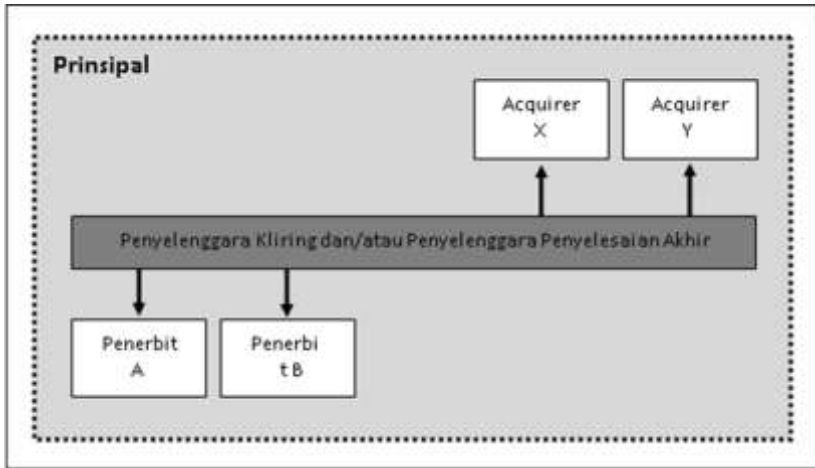 Prinsipal
Acquirer
X
Acquirer
Y
Penyelenggara Kliring dan/atau Penyelenggara Penyelesaian Akhir
Penerbit
A
Penerbi
t B